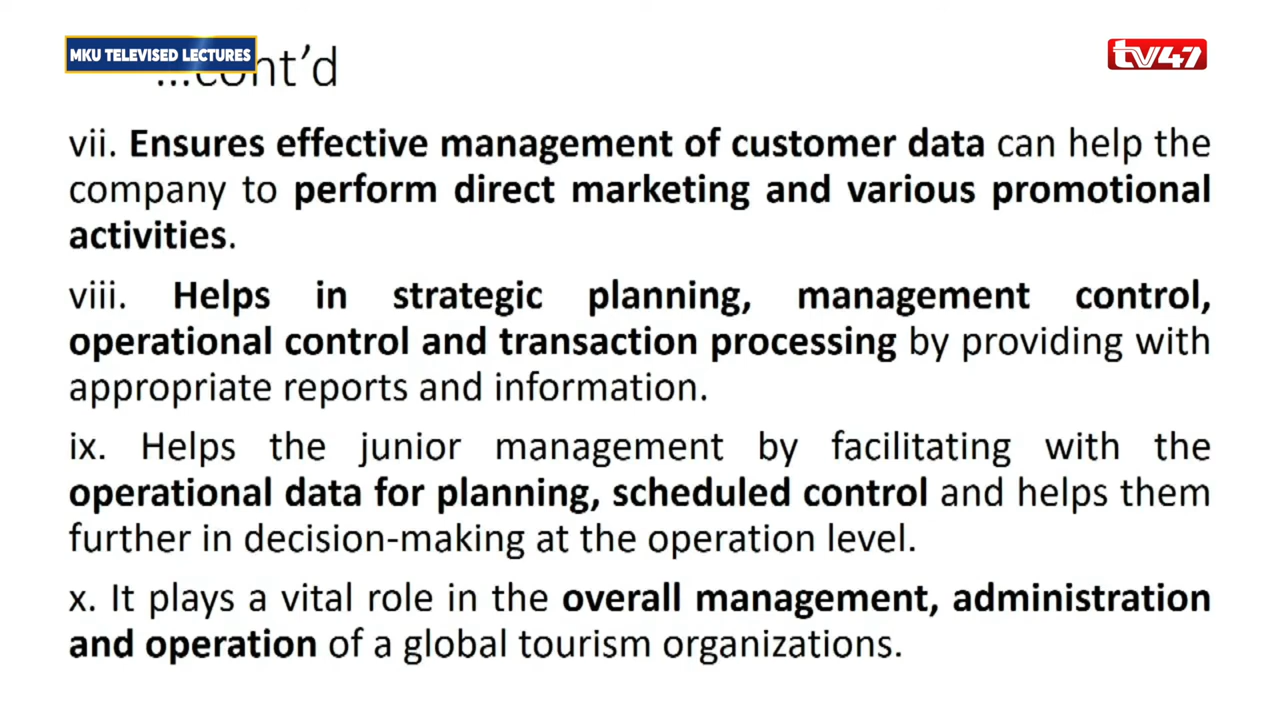 MKU TELEVISED LECTURES
tv47
...cont'd
vii. Ensures effective management of customer data can help the
company to perform direct marketing and various promotional
activities.
viii. Helps in strategic planning, management control,
operational control and transaction processing by providing with
appropriate reports and information.
ix. Helps the junior management by facilitating with the
operational data for planning, scheduled control and helps them
further in decision-making at the operation level.
x. It plays a vital role in the overall management, administration
and operation of a global tourism organizations.